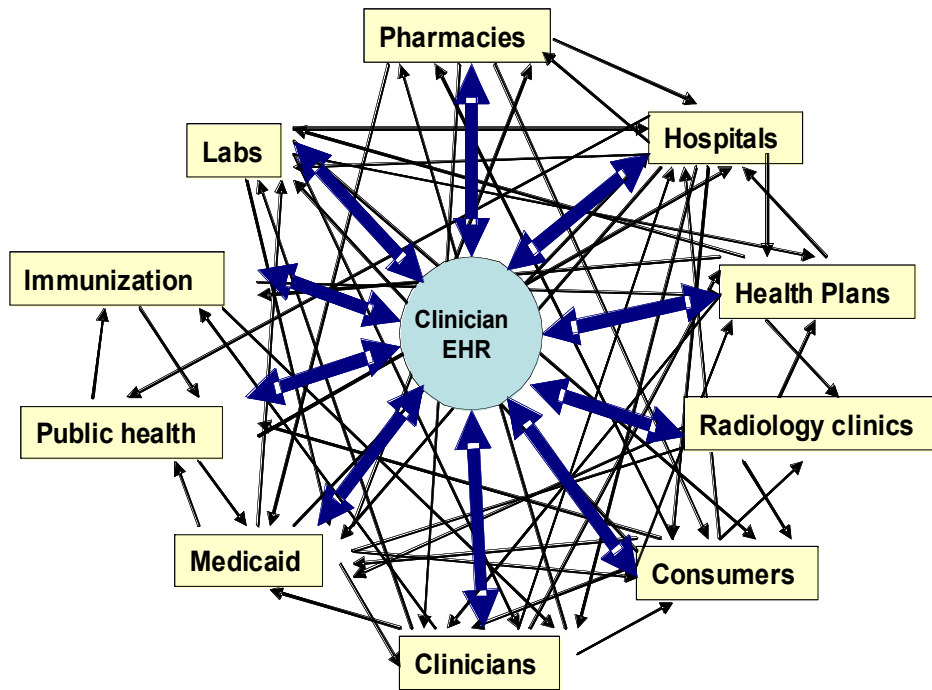 Pharmacies
Labs
Hospitals
Immunization
Clinician
EHR
Health Plans
Public health
Radiology clinics
Medicaid
Consumers
Clinicians